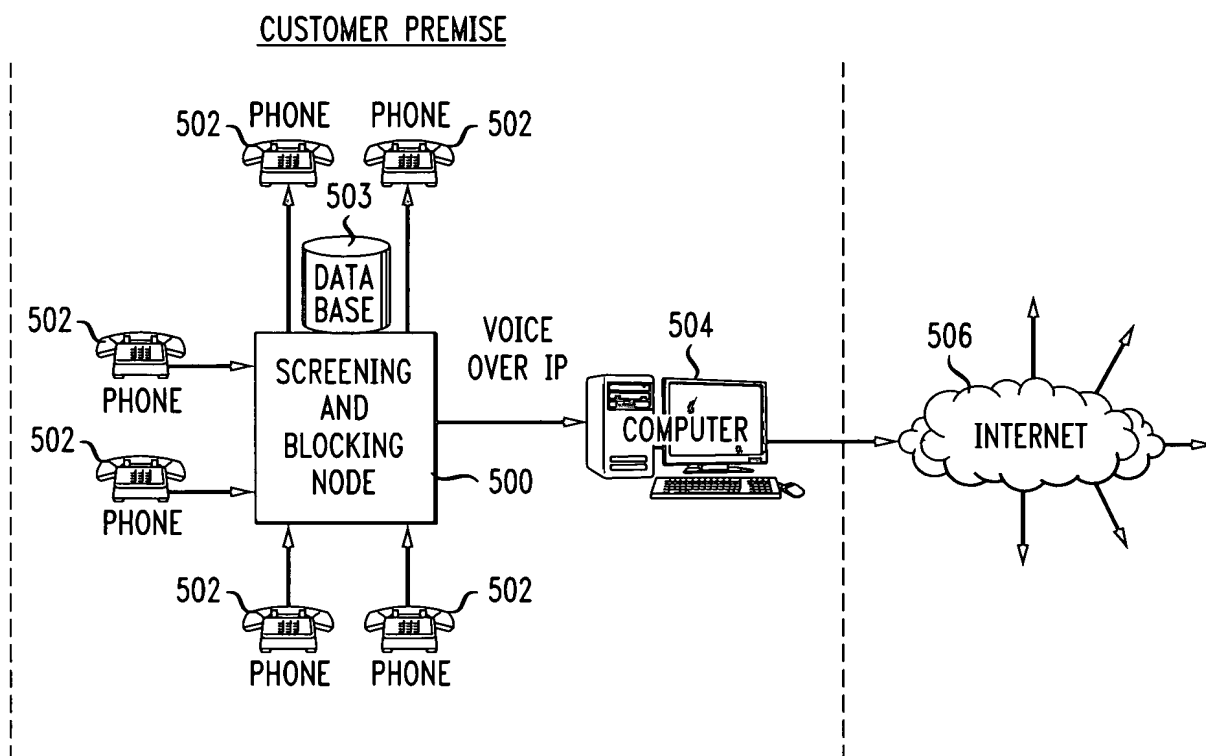 CUSTOMER PREMISE
PHONE
PHONE
502
502
503
DATA
BASE
502
PHONE
SCREENING
AND
BLOCKING
NODE
VOICE
OVER IP
504
COMPUTER
506
INTERNET
502
PHONE
500
502
502
PHONE
PHONE